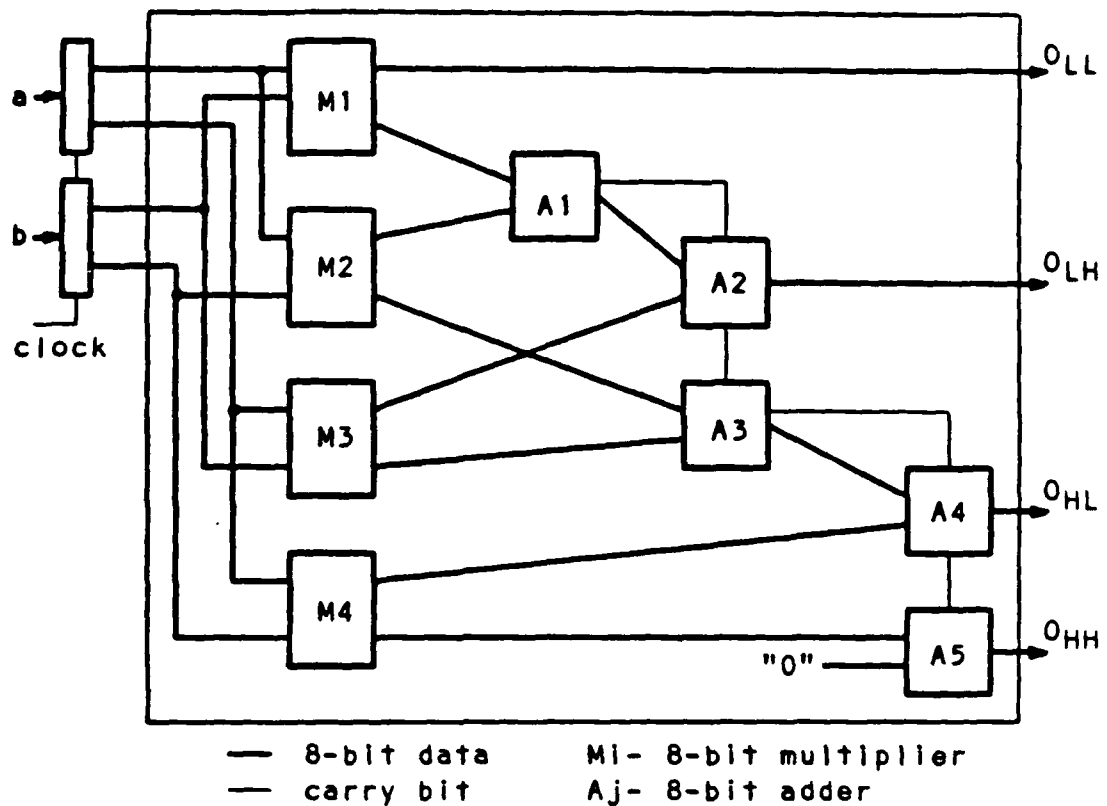 a
b
clock
M1
M2
M3
M4
A1
A2
A3
A4
A5
"0"
OLL
OLH
OHL
OHH
8-bit data Mi- 8-bit multiplier
carry bit Aj- 8-bit adder